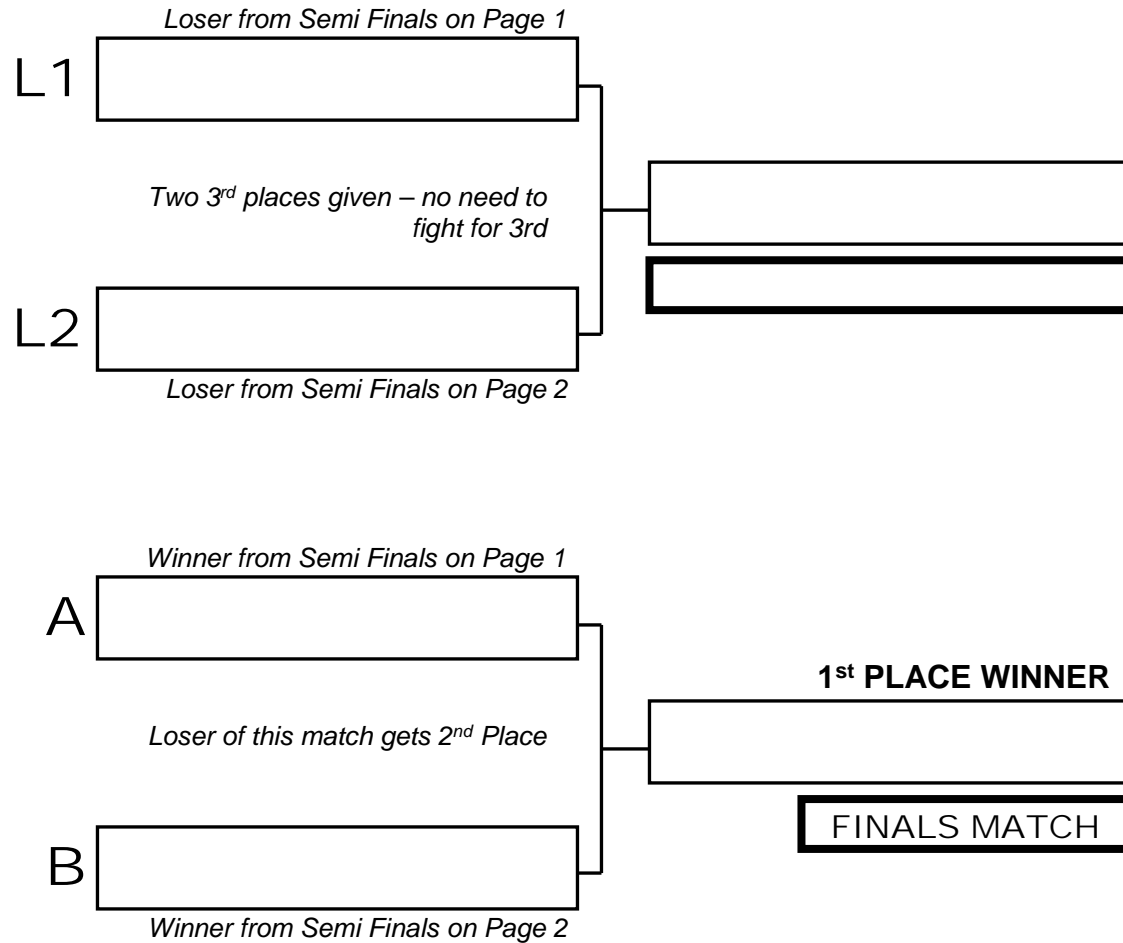 Loser from Semi Finals on Page 1
L1
Two 3rd places given – no need to
fight for 3rd
L2
Loser from Semi Finals on Page 2
Winner from Semi Finals on Page 1
A
1st PLACE WINNER
Loser of this match gets 2nd Place
FINALS MATCH
B
Winner from Semi Finals on Page 2